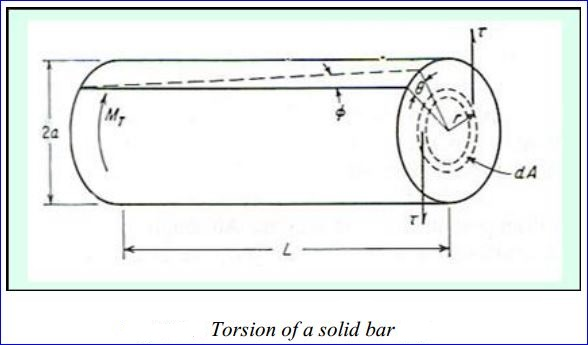 τ
θ
M_T
ϕ
r
2a
dA
τ
L
Torsion of a solid bar